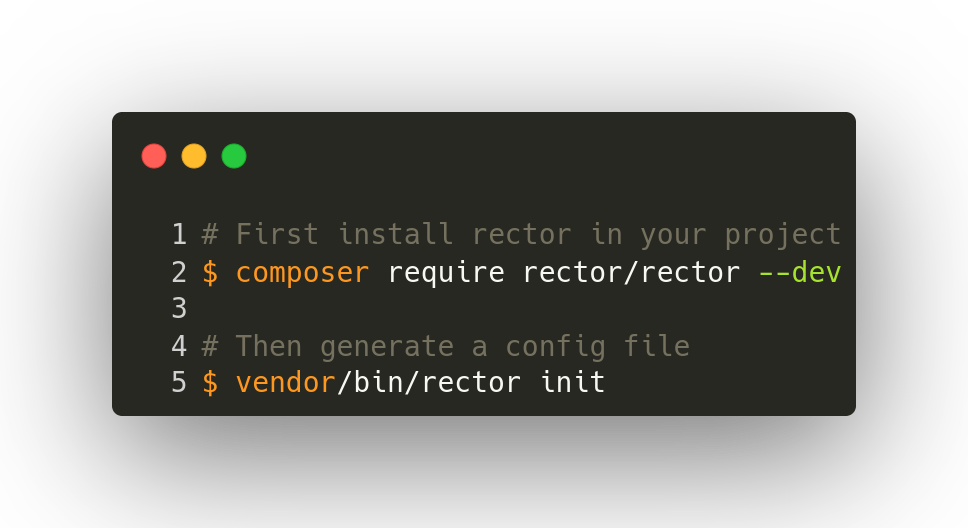 1 # First install rector in your project
2 $ composer require rector/rector --dev
3
4 # Then generate a config file
5 $ vendor/bin/rector init